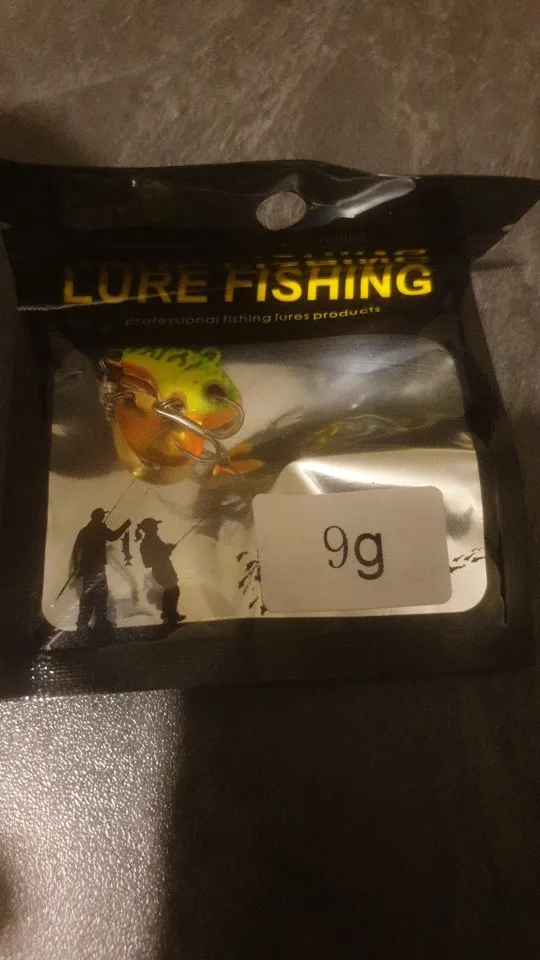 LURE FISHING
professional fishing lures products
9g